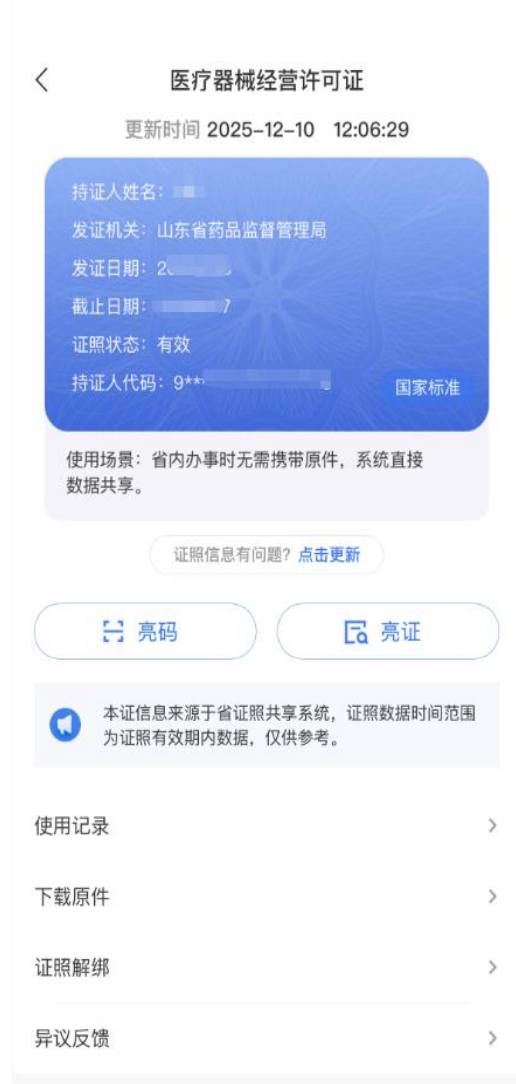 医疗器械经营许可证
更新时间 2025-12-10 12:06:29
持证人姓名：
发证机关：山东省药品监督管理局
发证日期：2
截止日期：7
证照状态：有效
持证人代码：9**
国家标准
使用场景：省内办事时无需携带原件，系统直接
数据共享。
证照信息有问题？点击更新
亮码
亮证
本证信息来源于省证照共享系统，证照数据时间范围
为证照有效期内数据，仅供参考。
使用记录
下载原件
证照解绑
异议反馈